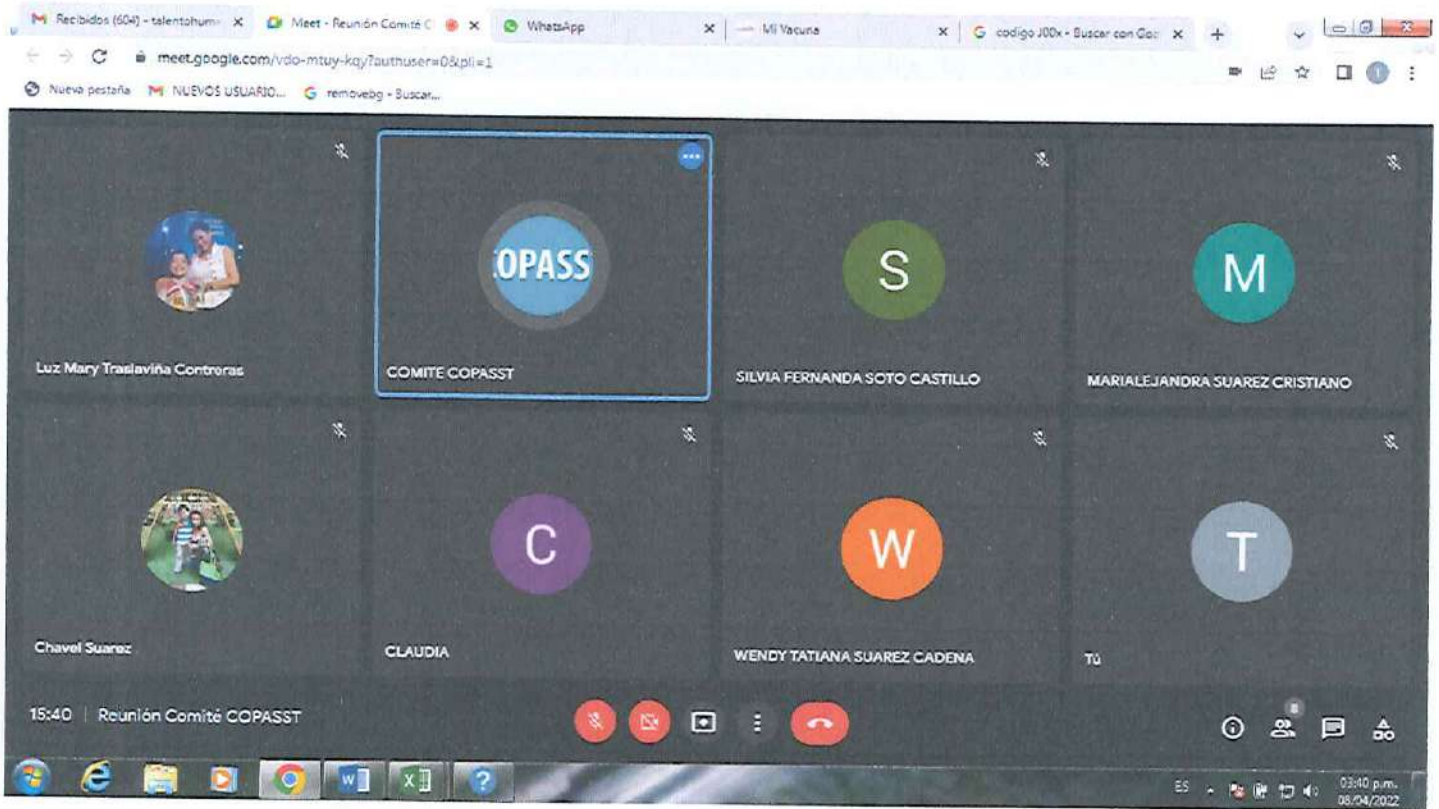 Recibidos (604) - talentohum
Meet - Reunión Comité C
WhatsApp
Mi Vacuna
codigo J00x - Buscar con Goo
meet.google.com/vdo-mtuy-kqy?authuser=0&pli=1
Nueva pestaña
NUEVOS USUARIO...
removebg - Buscar...
OPASS
S
M
Luz Mary Traslaviña Contreras
COMITE COPASST
SILVIA FERNANDA SOTO CASTILLO
MARIALEJANDRA SUAREZ CRISTIANO
C
W
T
Chavel Suarez
CLAUDIA
WENDY TATIANA SUAREZ CADENA
Tú
15:40 | Reunión Comité COPASST
8
ES
03:40 p.m.
08/04/2022